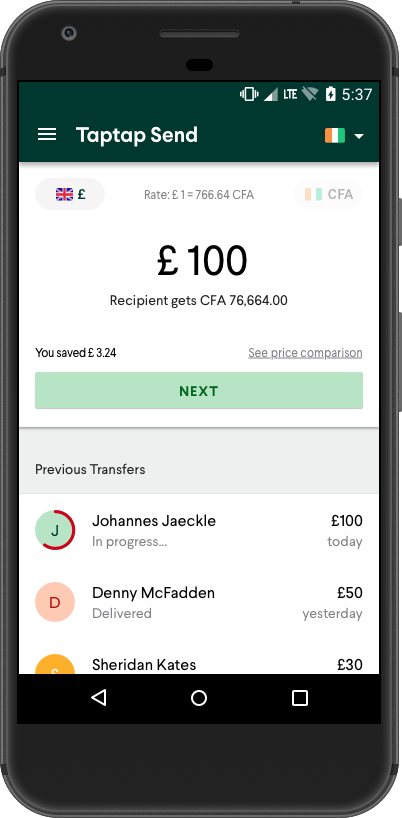 LTE 5:37
Taptap Send
£ Rate: £ 1 = 766.64 CFA CFA
£ 100
Recipient gets CFA 76,664.00
You saved £ 3.24 See price comparison
NEXT
Previous Transfers
J Johannes Jaeckle £100
In progress... today
D Denny McFadden £50
Delivered yesterday
Sheridan Kates £30